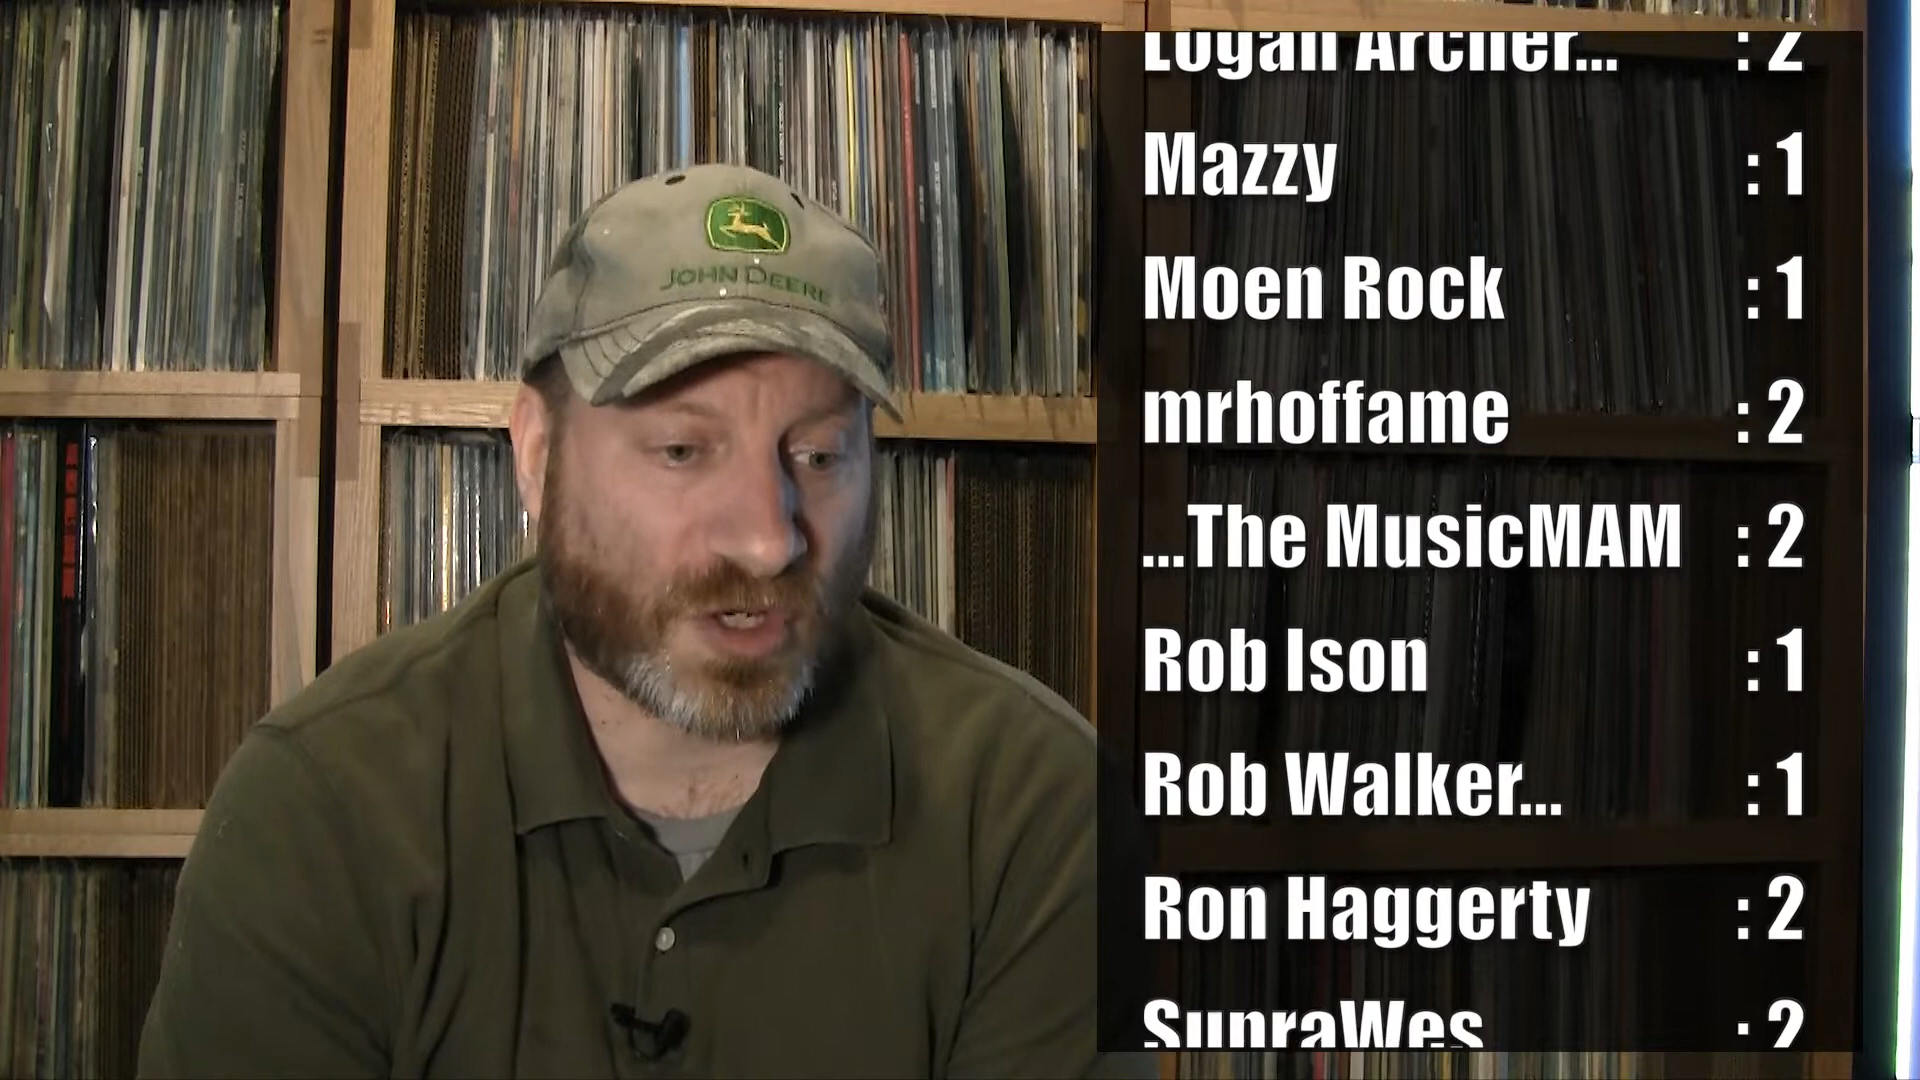 JOHN DEERE
Logan Archer... : 2
Mazzy : 1
Moen Rock : 1
mrhoffame : 2
...The MusicMAM : 2
Rob Ison : 1
Rob Walker... : 1
Ron Haggerty : 2
SupraWes : 2